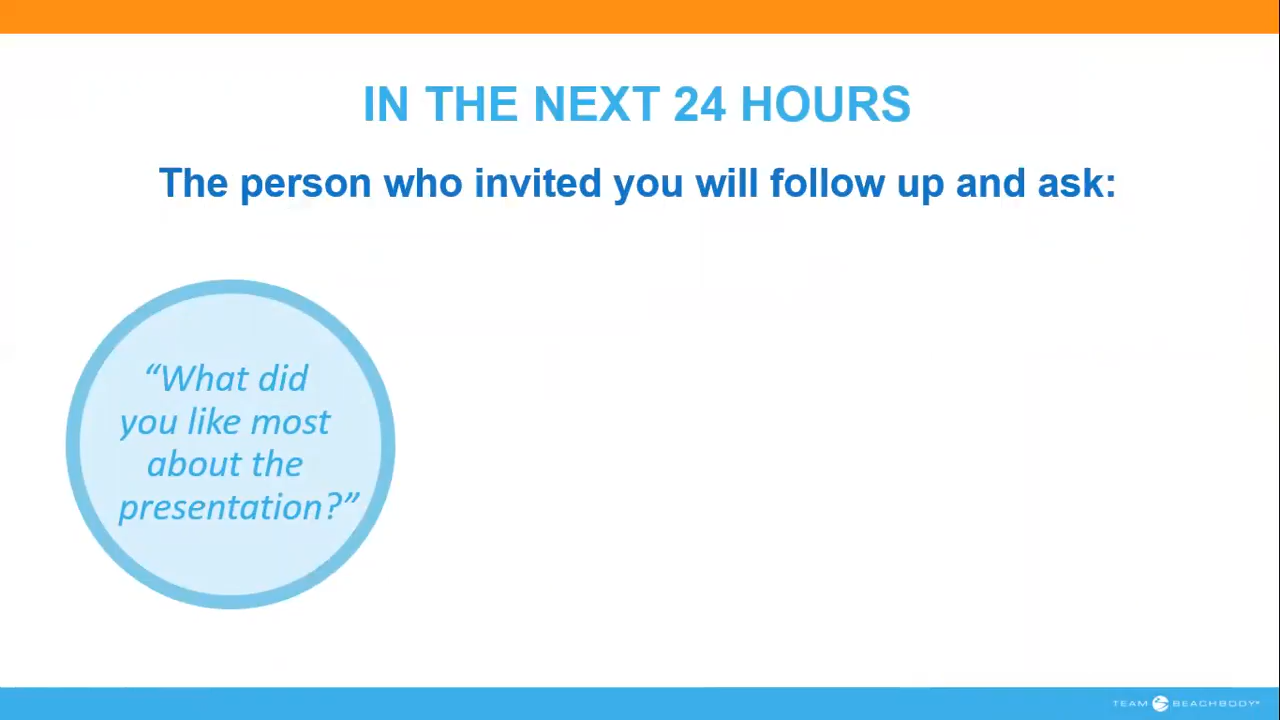 IN THE NEXT 24 HOURS
The person who invited you will follow up and ask:
“What did
you like most
about the
presentation?”
TEAM BEACHBODY®